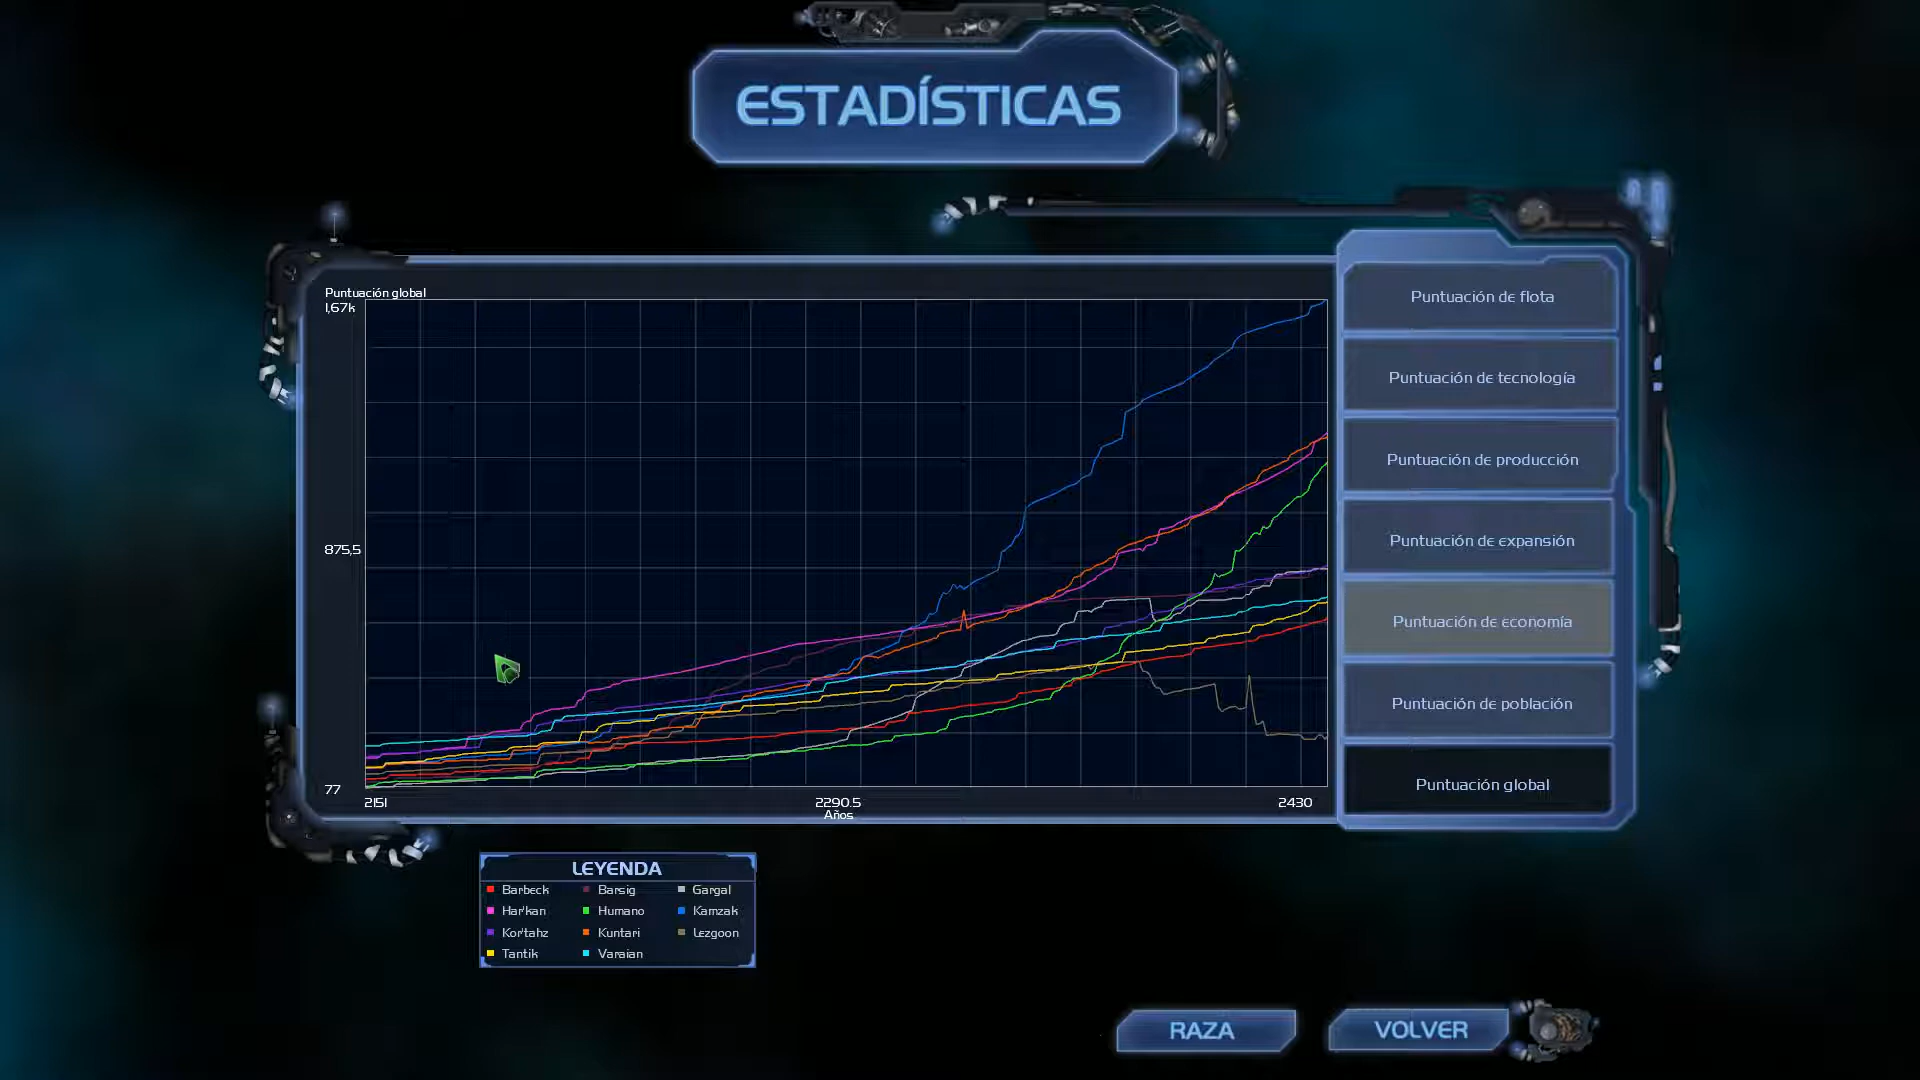 ESTADÍSTICAS
Puntuación global
1,67k
875,5
77
2151
2290.5
2430
Años
Puntuación de flota
Puntuación de tecnología
Puntuación de producción
Puntuación de expansión
Puntuación de economía
Puntuación de población
Puntuación global
LEYENDA
Barbeck Barsig Gargal
Har'kan Humano Kamzak
Kor'tahz Kuntari Lezgoon
Tantik Varaian
RAZA VOLVER